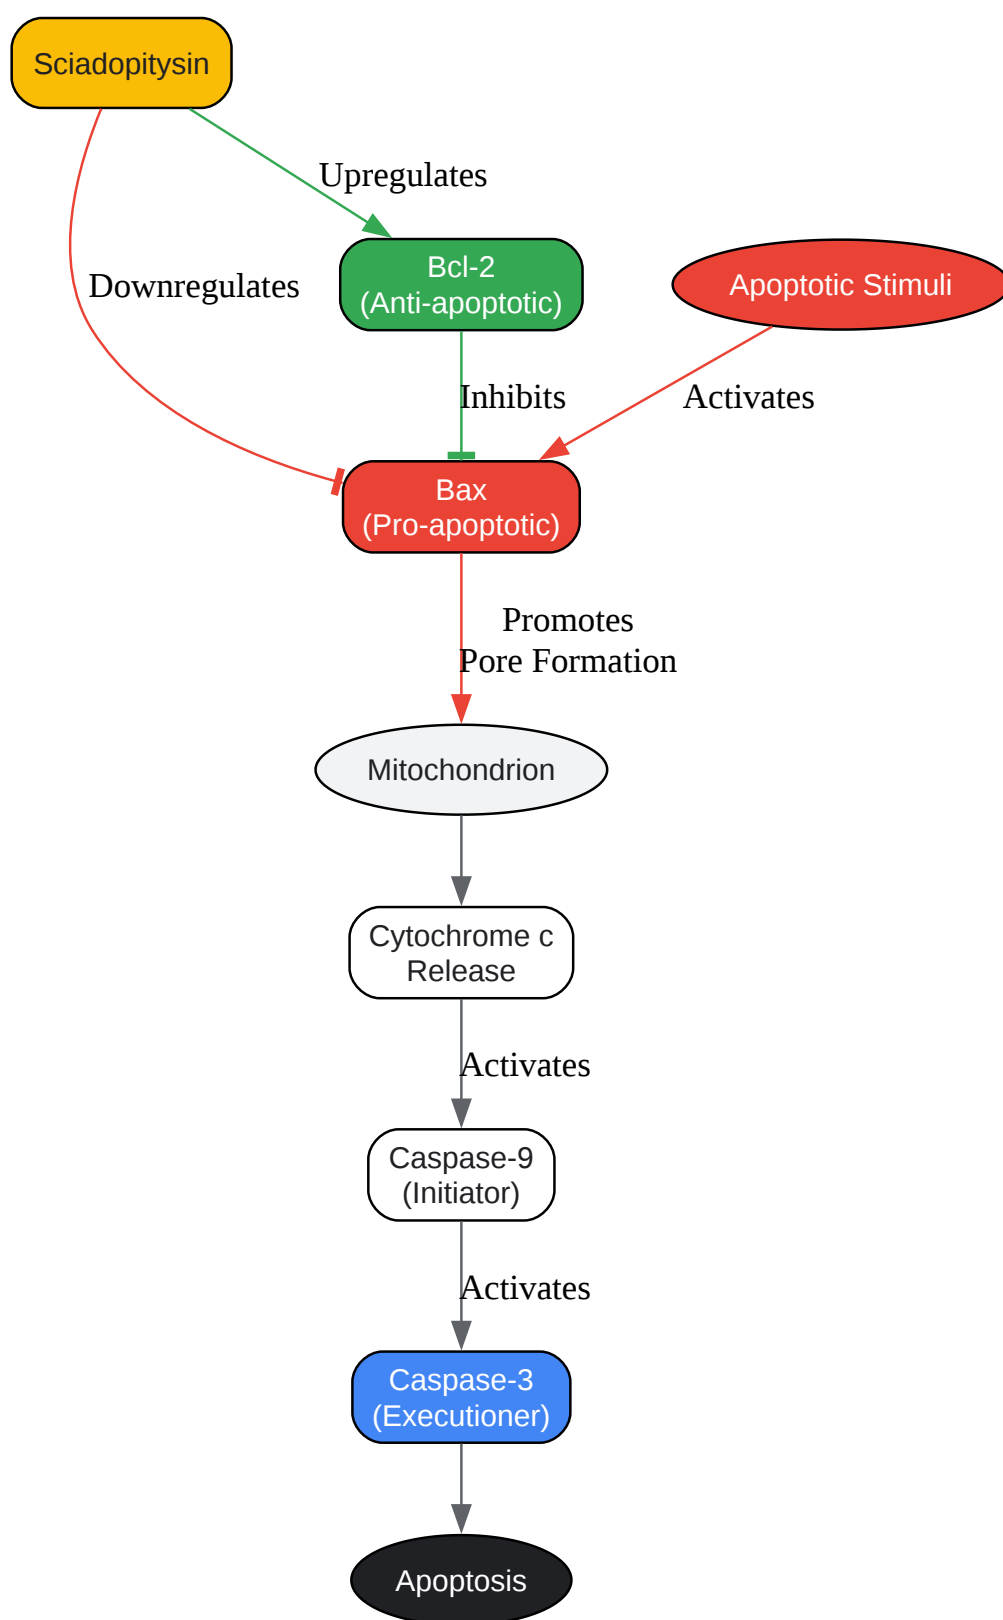 Sciadopitysin
Upregulates
Downregulates
Bcl-2
(Anti-apoptotic)
Apoptotic Stimuli
Inhibits
Activates
Bax
(Pro-apoptotic)
Promotes
Pore Formation
Mitochondrion
Cytochrome c
Release
Activates
Caspase-9
(Initiator)
Activates
Caspase-3
(Executioner)
Apoptosis